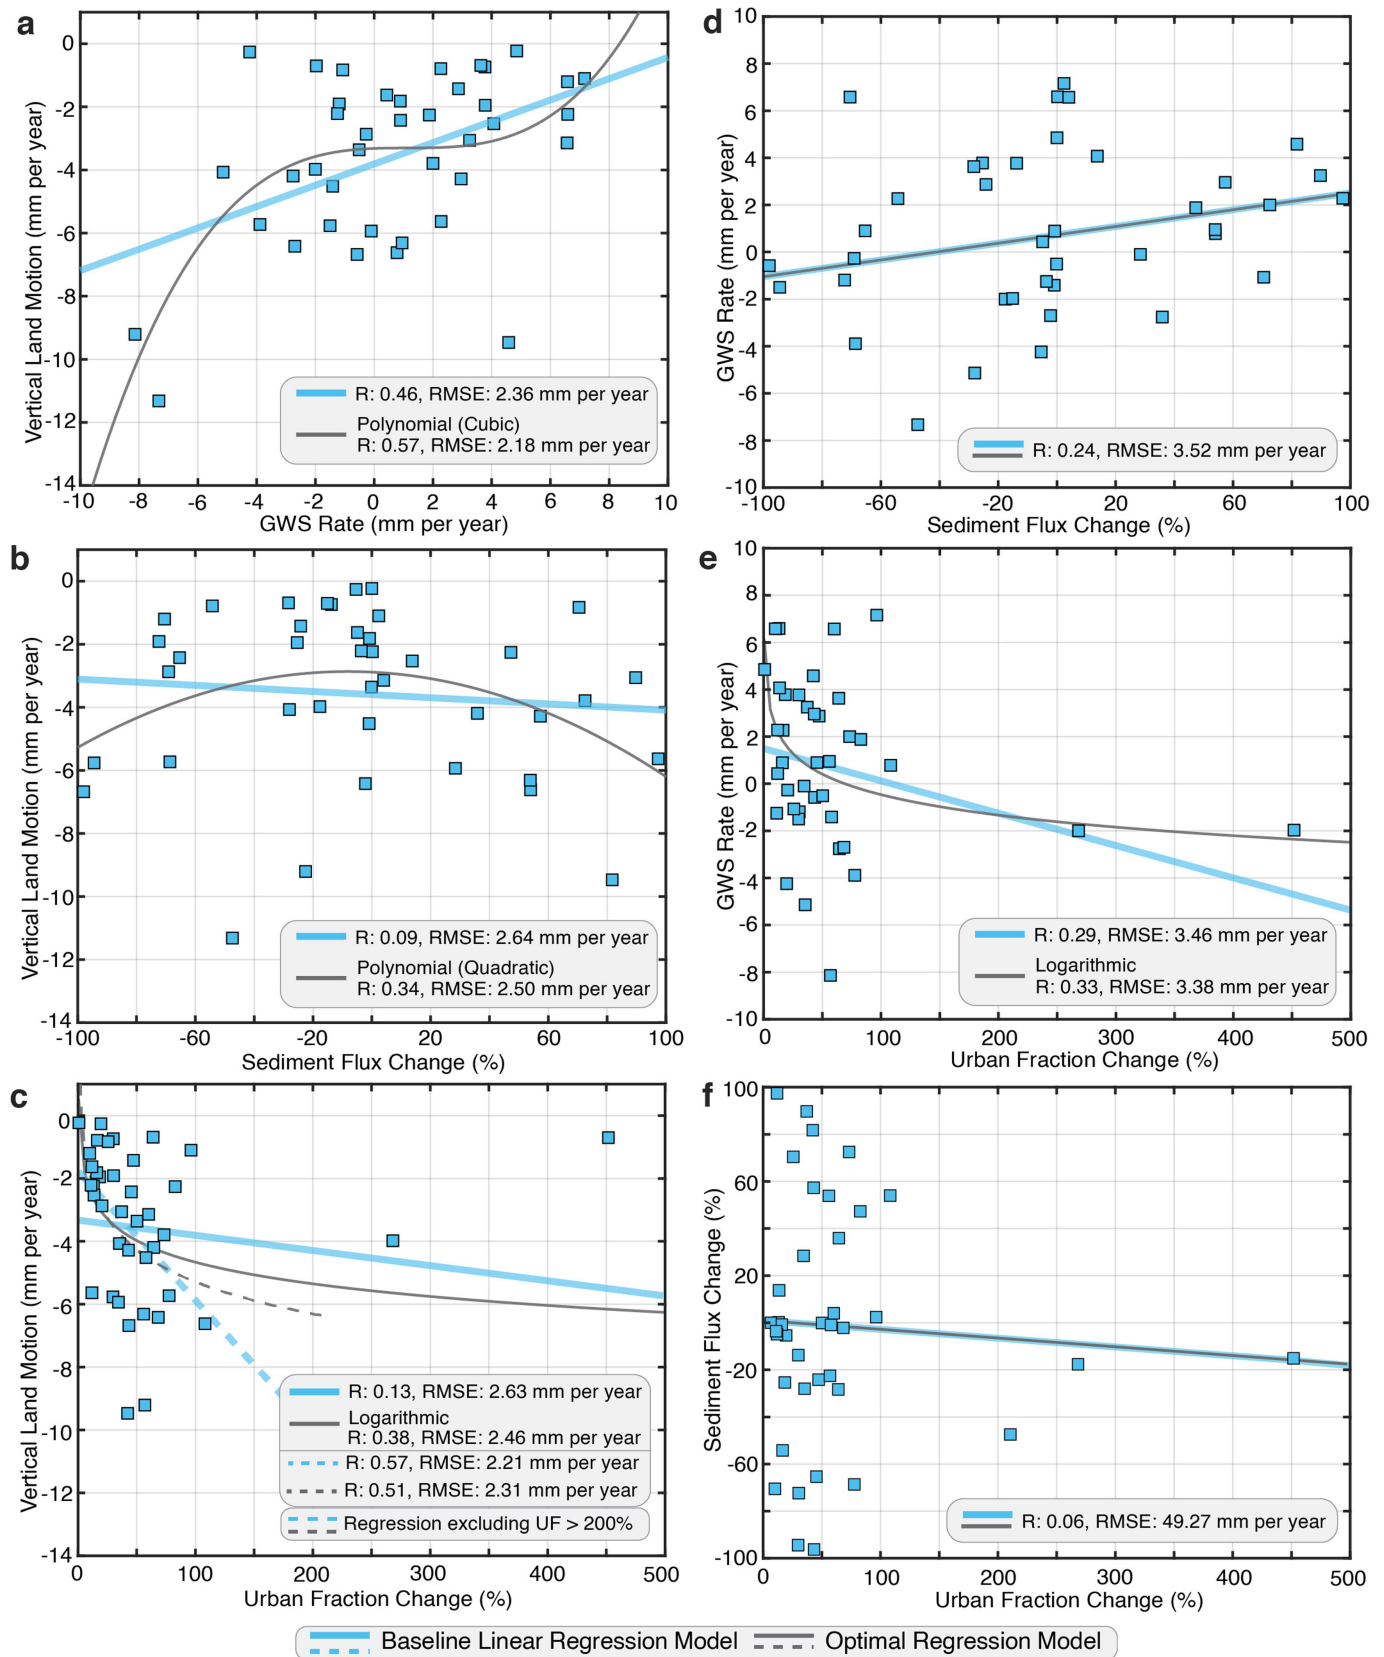 a
0
-2
-4
-6
-8
-10
-12
-14
Vertical Land Motion (mm per year)
R: 0.46, RMSE: 2.36 mm per year
Polynomial (Cubic)
R: 0.57, RMSE: 2.18 mm per year
-10 -8 -6 -4 -2 0 2 4 6 8 10
GWS Rate (mm per year)
d
10
8
6
4
2
0
-2
-4
-6
-8
-10
GWS Rate (mm per year)
R: 0.24, RMSE: 3.52 mm per year
-100 -60 -20 20 60 100
Sediment Flux Change (%)
b
0
-2
-4
-6
-8
-10
-12
-14
Vertical Land Motion (mm per year)
R: 0.09, RMSE: 2.64 mm per year
Polynomial (Quadratic)
R: 0.34, RMSE: 2.50 mm per year
-100 -60 -20 20 60 100
Sediment Flux Change (%)
e
10
8
6
4
2
0
-2
-4
-6
-8
-10
GWS Rate (mm per year)
R: 0.29, RMSE: 3.46 mm per year
Logarithmic
R: 0.33, RMSE: 3.38 mm per year
0 100 200 300 400 500
Urban Fraction Change (%)
c
0
-2
-4
-6
-8
-10
-12
-14
Vertical Land Motion (mm per year)
R: 0.13, RMSE: 2.63 mm per year
Logarithmic
R: 0.38, RMSE: 2.46 mm per year
R: 0.57, RMSE: 2.21 mm per year
R: 0.51, RMSE: 2.31 mm per year
Regression excluding UF > 200%
0 100 200 300 400 500
Urban Fraction Change (%)
f
100
60
20
-20
-60
-100
Sediment Flux Change (%)
R: 0.06, RMSE: 49.27 mm per year
0 100 200 300 400 500
Urban Fraction Change (%)
Baseline Linear Regression Model Optimal Regression Model